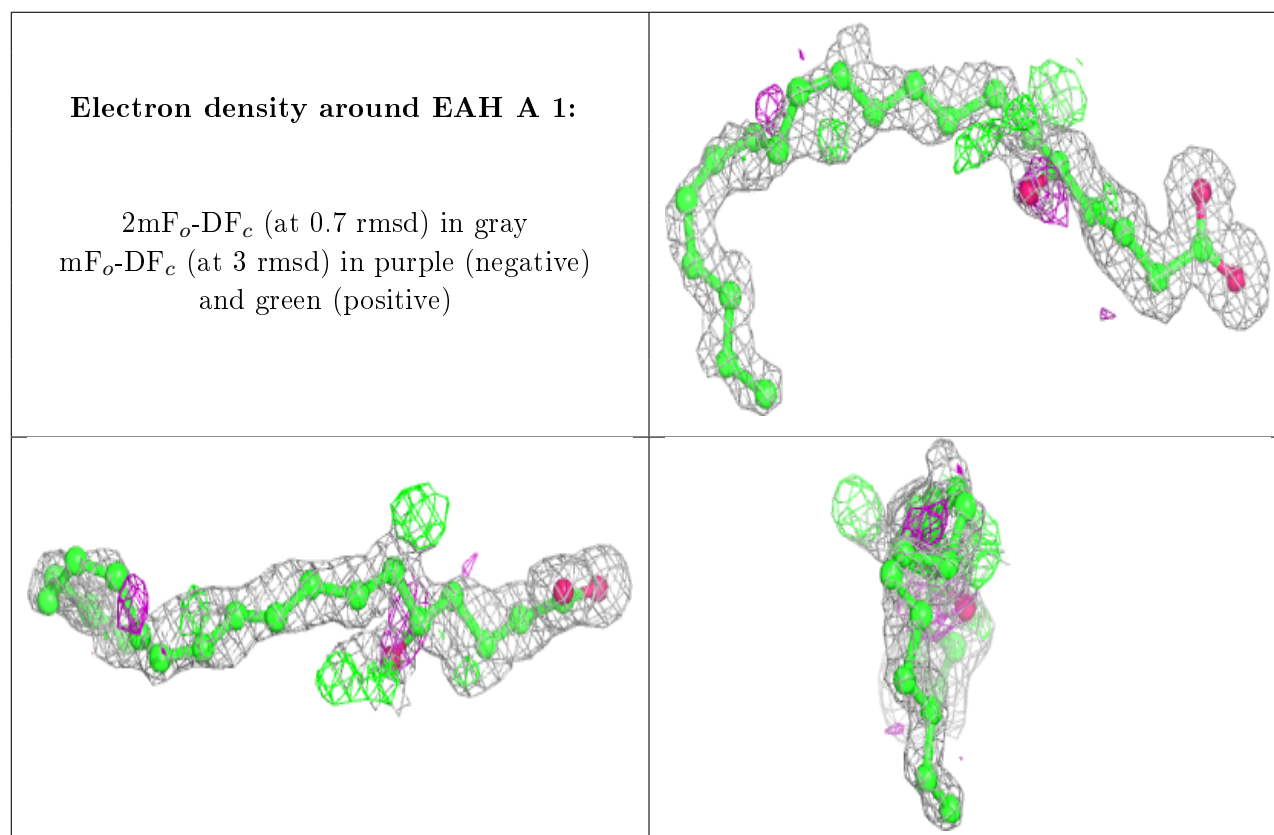 Electron density around EAH A 1:
2mFₒ-DF𝒸 (at 0.7 rmsd) in gray
mFₒ-DF𝒸 (at 3 rmsd) in purple (negative)
and green (positive)